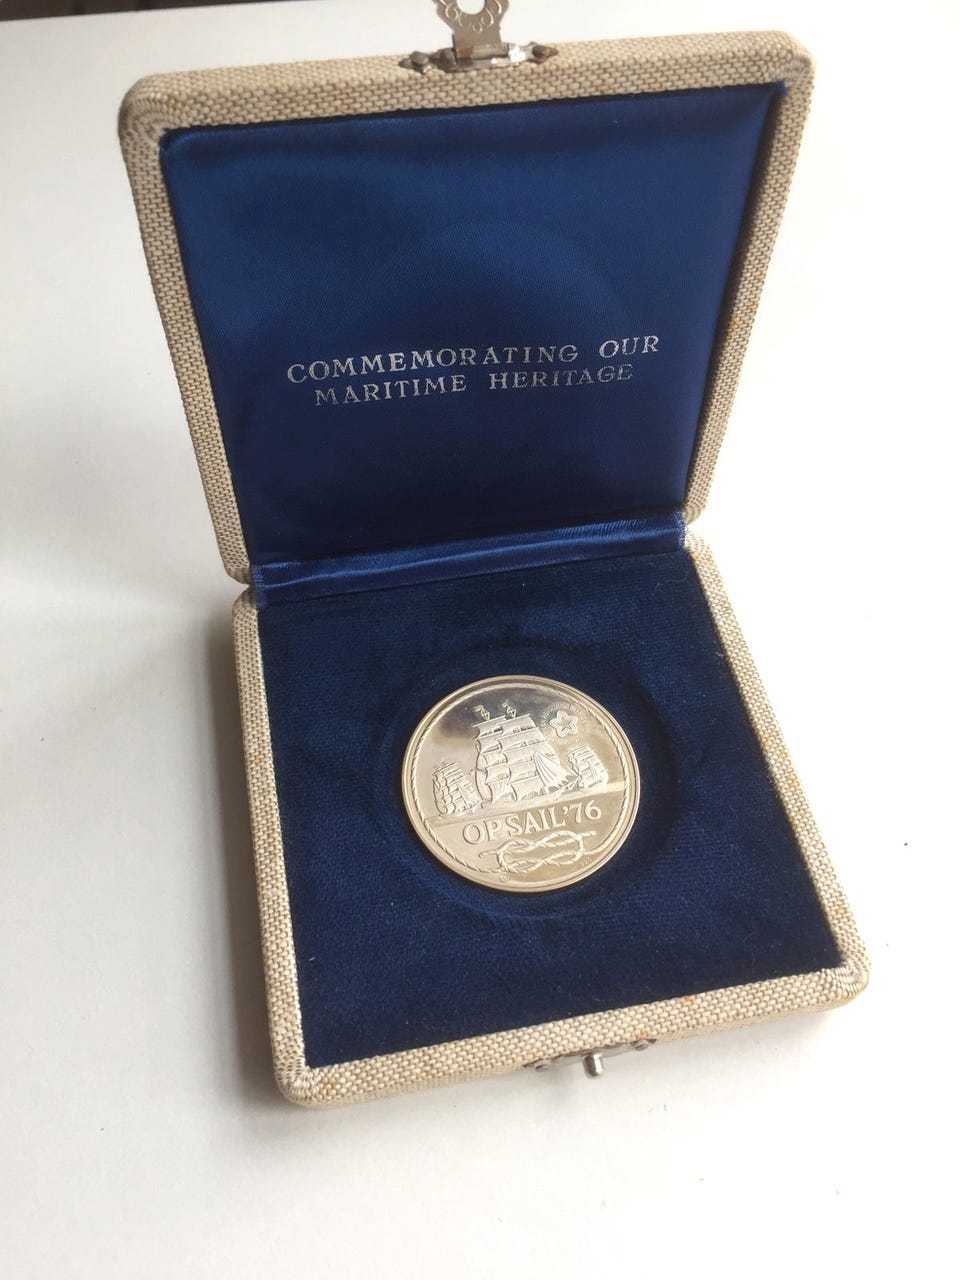 COMMEMORATING OUR
MARITIME HERITAGE
OPSAIL '76